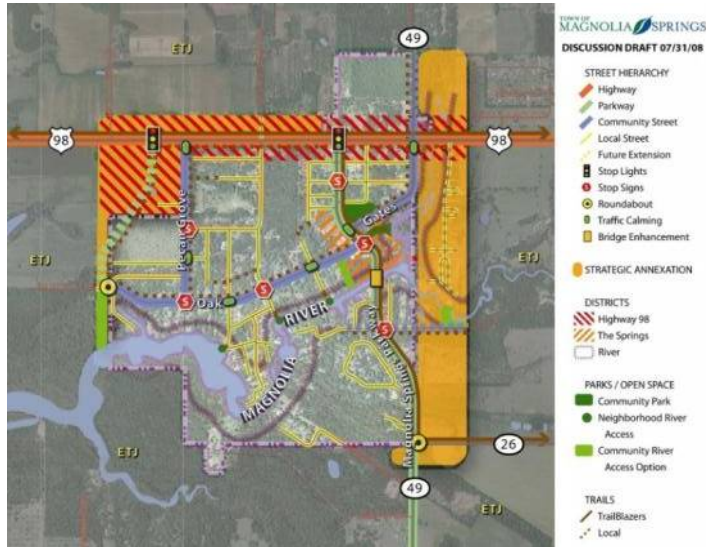 TOWN OF
MAGNOLIA SPRINGS
DISCUSSION DRAFT 07/31/08
STREET HIERARCHY
Highway
Parkway
Community Street
Local Street
Future Extension
Stop Lights
Stop Signs
Roundabout
Traffic Calming
Bridge Enhancement
STRATEGIC ANNEXATION
DISTRICTS
Highway 98
The Springs
River
PARKS / OPEN SPACE
Community Park
Neighborhood River
Access
Community River
Access Option
TRAILS
TrailBlazers
Local
49
ETJ
ETJ
98
98
S
Pecan Grove
Gates
S
S
ETJ
ETJ
Oak
S
S
RIVER
S
MAGNOLIA
Magnolia Springs Hwy
26
ETJ
49
ETJ